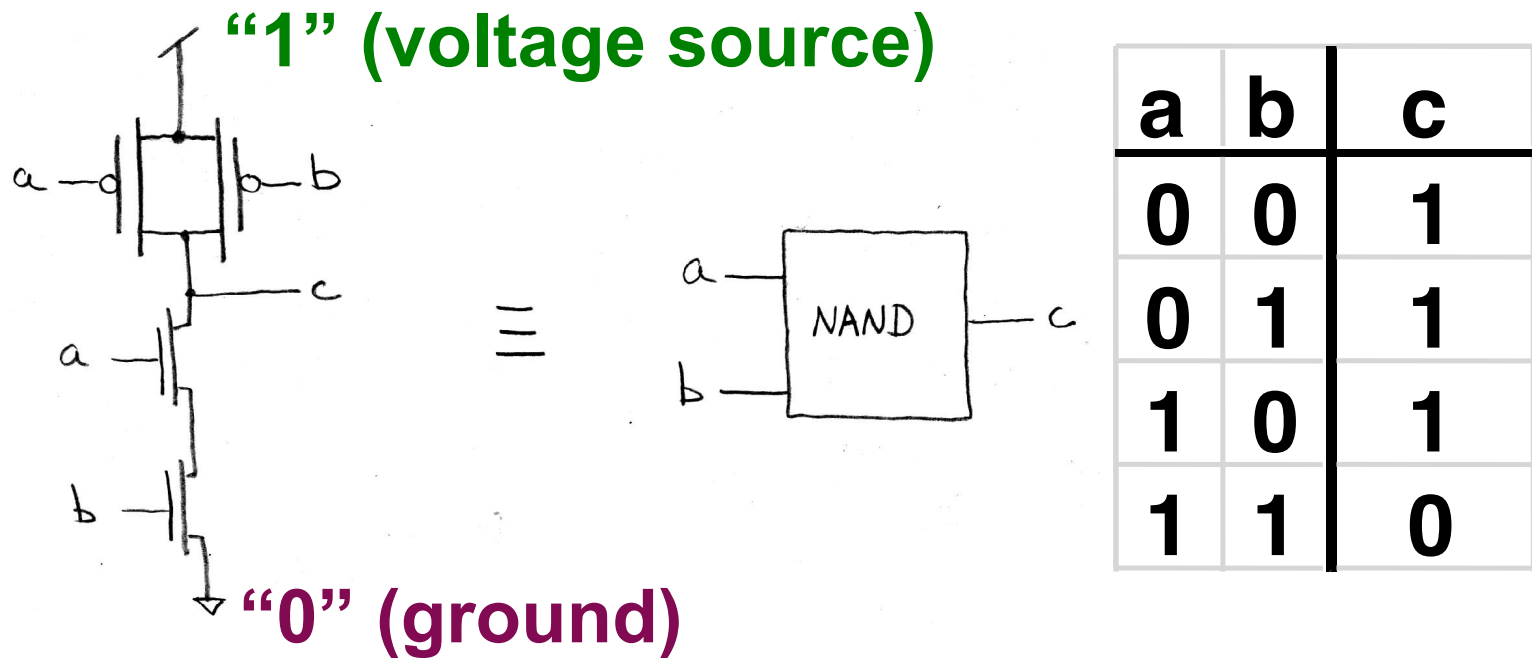 “1” (voltage source)
a b
c
a
b
“0” (ground)
≡
a
b
NAND
c
a b c
0 0 1
0 1 1
1 0 1
1 1 0